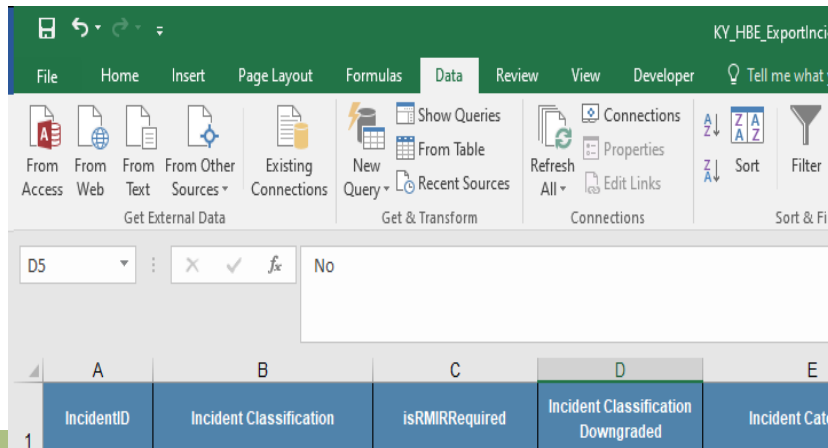 KY_HBE_ExportInci
File Home Insert Page Layout Formulas Data Review View Developer Tell me what
Show Queries
From Table
Recent Sources
Connections
Properties
Edit Links
From Access
From Web
From Text
From Other Sources
Existing Connections
New Query
Refresh All
A Z
Z A
Z A
A Z
Sort
Filter
Get External Data Get & Transform Connections Sort & Fi
D5 fx No
A B C D E
1 IncidentID Incident Classification isRMIRRequired Incident Classification Downgraded Incident Cat